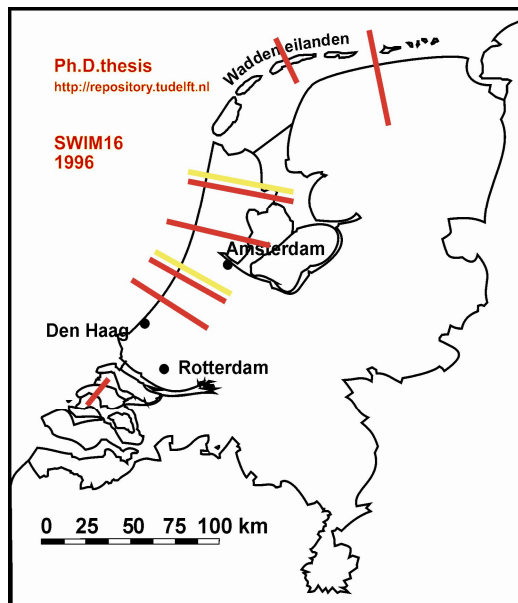 Waddeneilanden
Ph.D.thesis
http://repository.tudelft.nl
SWIM16
1996
Amsterdam
Den Haag
Rotterdam
0 25 50 75 100 km